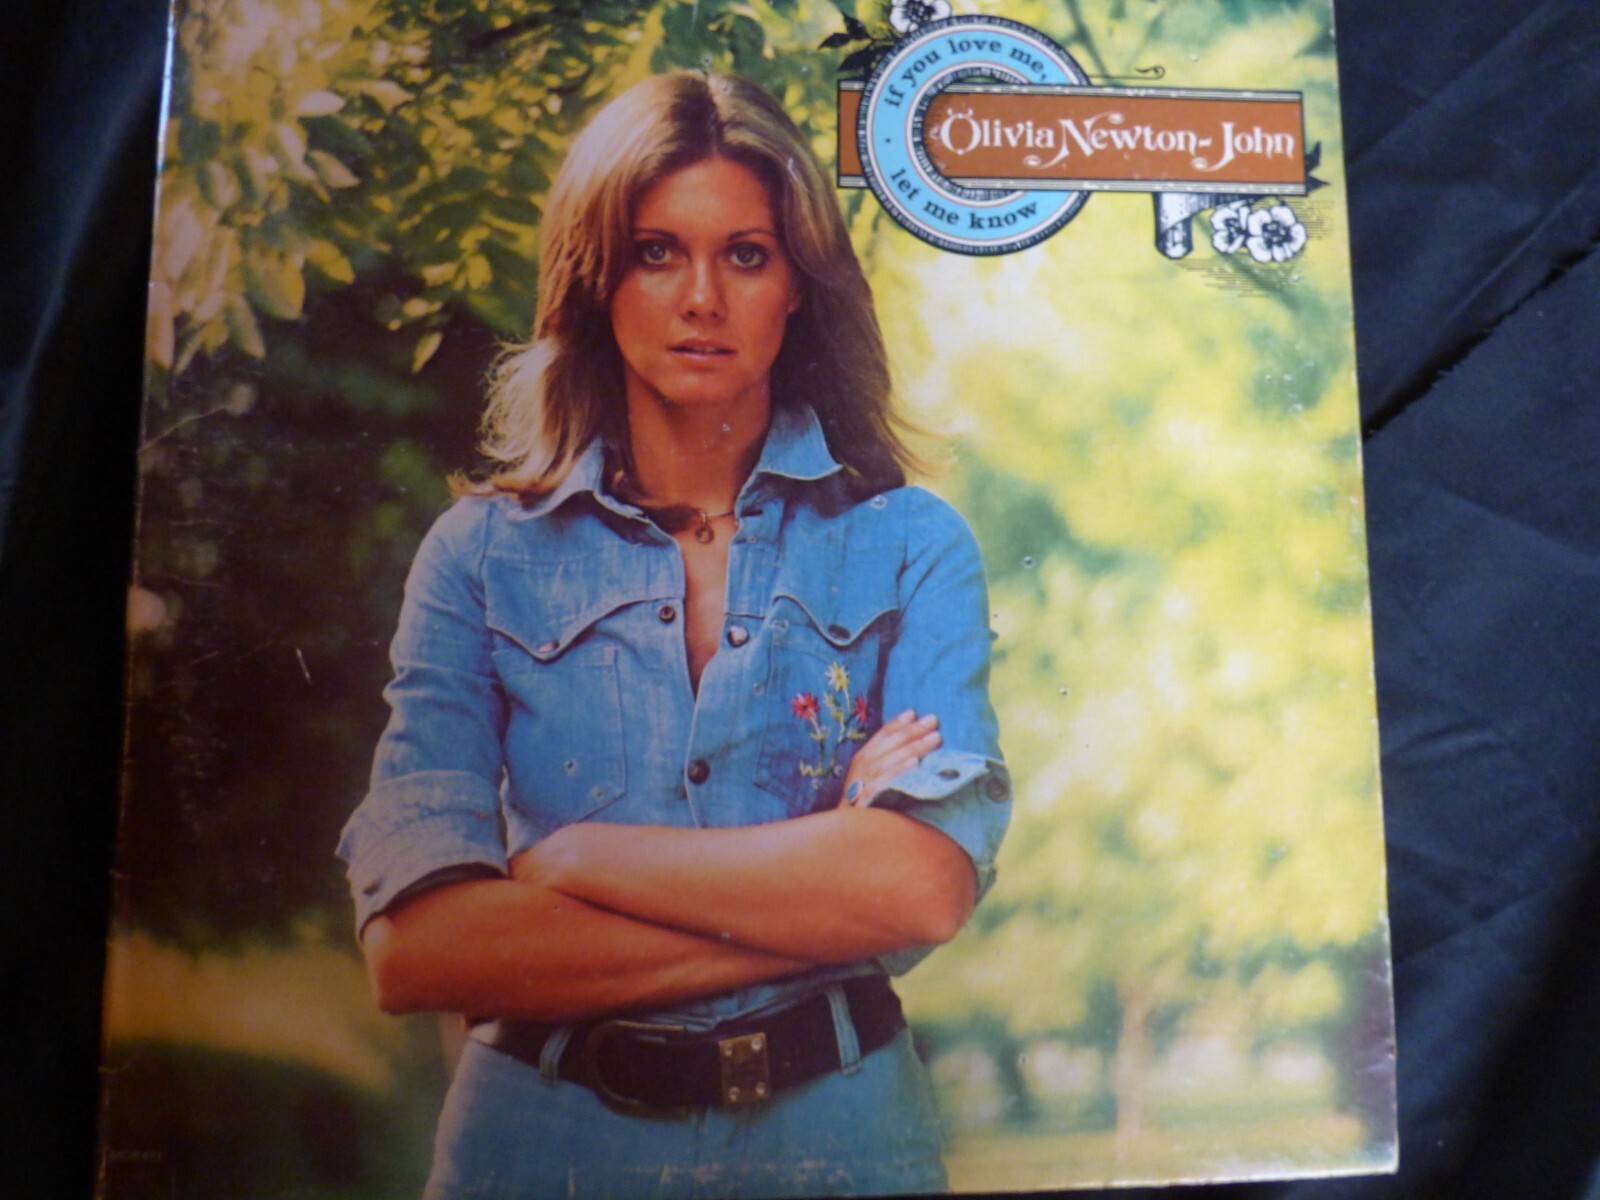 if you love me,
let me know
Olivia Newton-John